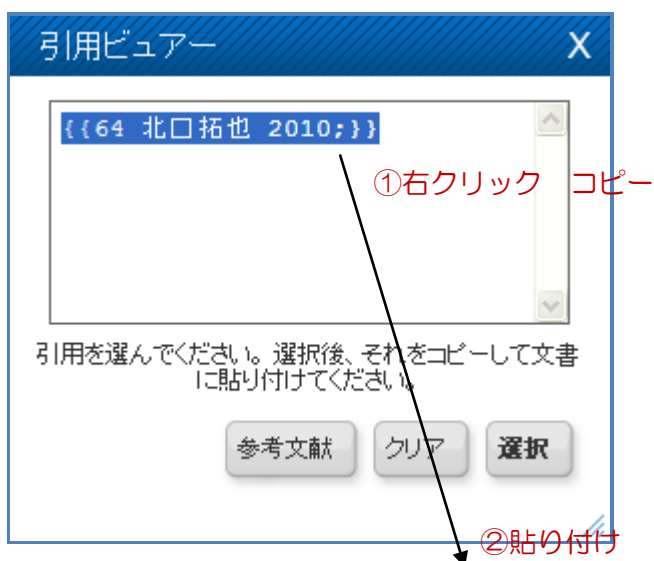 引用ビュアー X
{{64 北口拓也 2010;}}
①右クリック　コピー
引用を選んでください。選択後、それをコピーして文書
に貼り付けてください。
参考文献 クリア 選択
②貼り付け